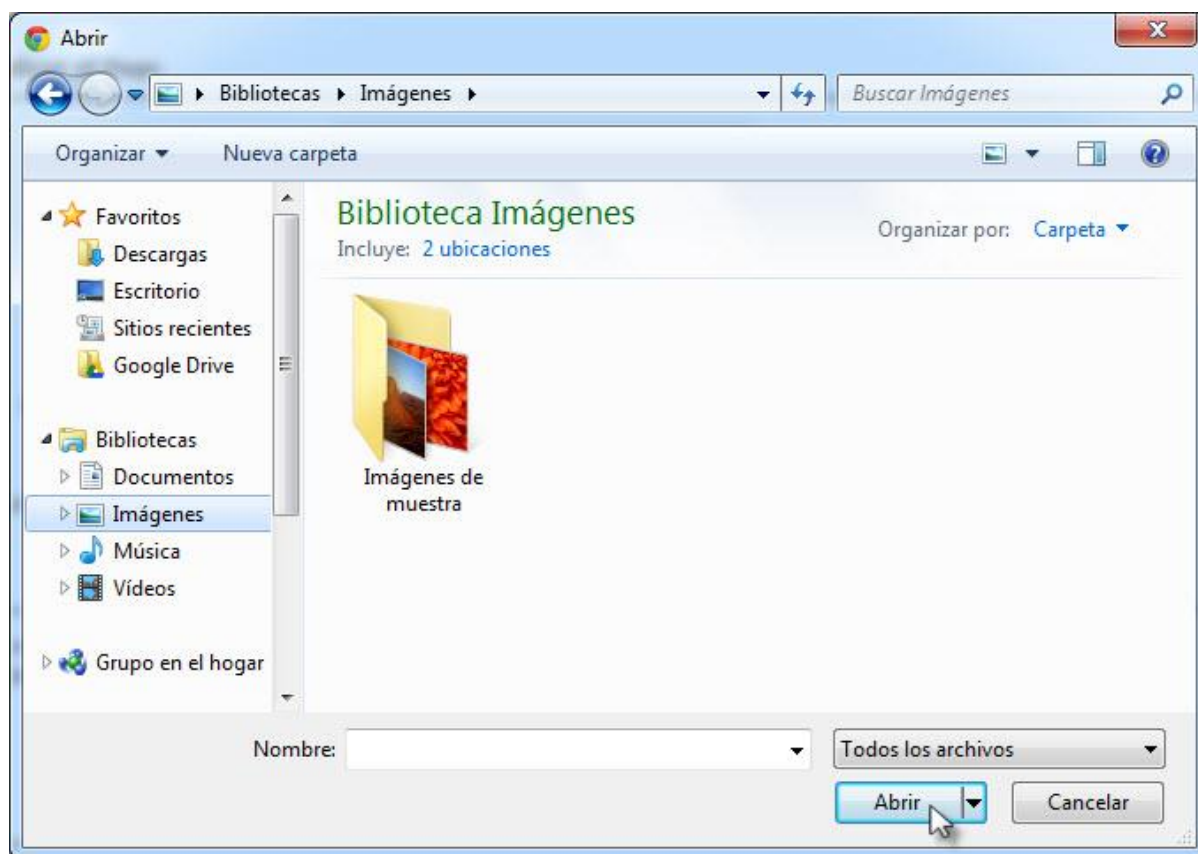 Abrir
Bibliotecas Imágenes
Buscar Imágenes
Organizar
Nueva carpeta
Favoritos
Descargas
Escritorio
Sitios recientes
Google Drive
Bibliotecas
Documentos
Imágenes
Música
Vídeos
Grupo en el hogar
Biblioteca Imágenes
Incluye: 2 ubicaciones
Organizar por: Carpeta
Imágenes de
muestra
Nombre:
Todos los archivos
Abrir
Cancelar